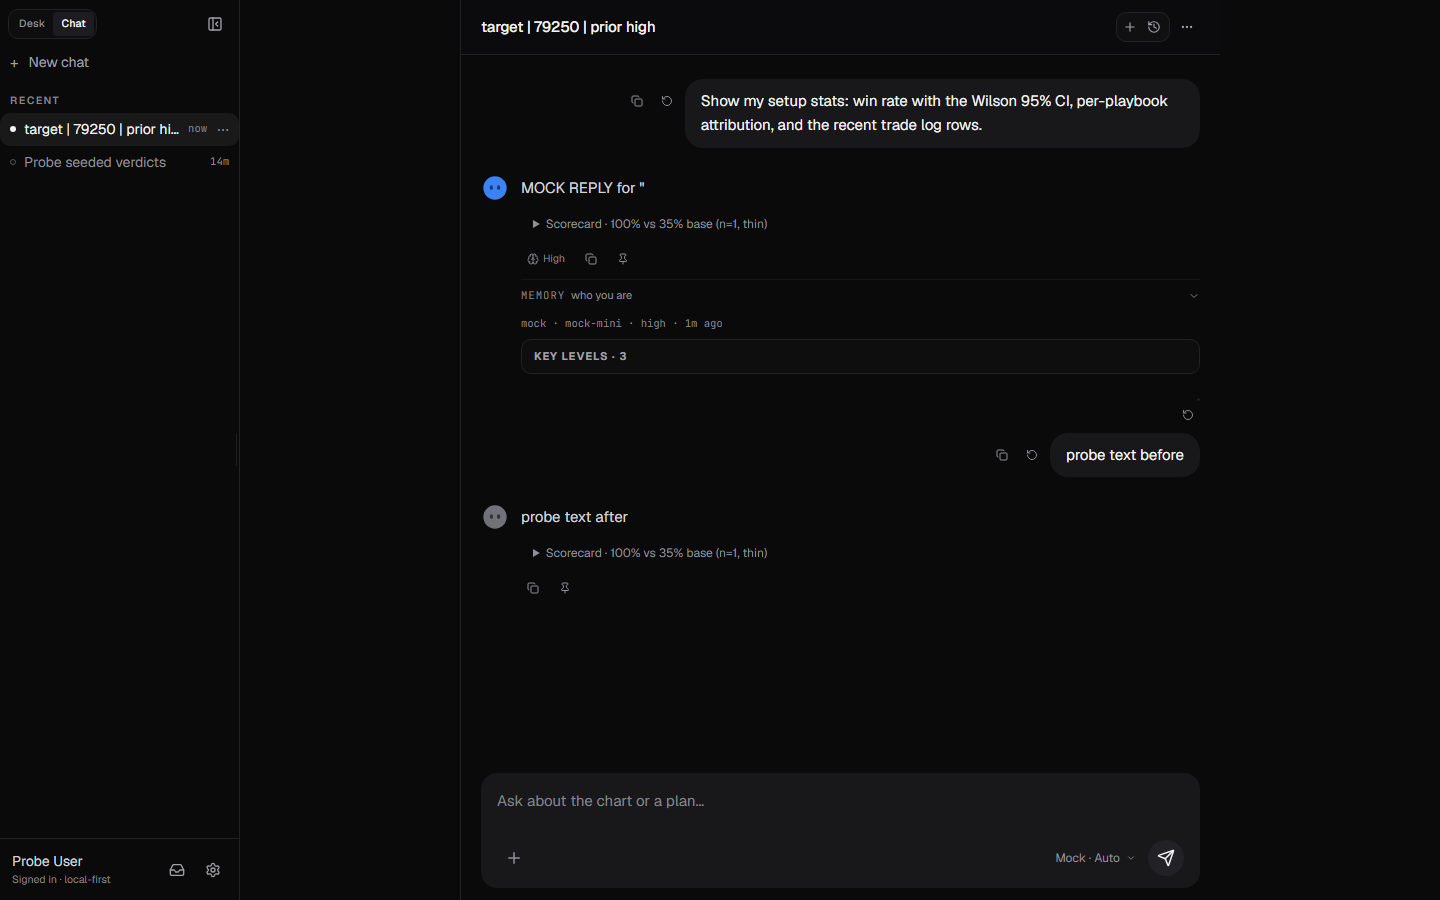 Desk Chat
+ New chat
RECENT
target | 79250 | prior hi... now ···
Probe seeded verdicts 14m
Probe User
Signed in · local-first
target | 79250 | prior high
Show my setup stats: win rate with the Wilson 95% CI, per-playbook
attribution, and the recent trade log rows.
MOCK REPLY for "
Scorecard · 100% vs 35% base (n=1, thin)
High
MEMORY who you are
mock · mock-mini · high · 1m ago
KEY LEVELS · 3
probe text before
probe text after
Scorecard · 100% vs 35% base (n=1, thin)
Ask about the chart or a plan...
Mock · Auto